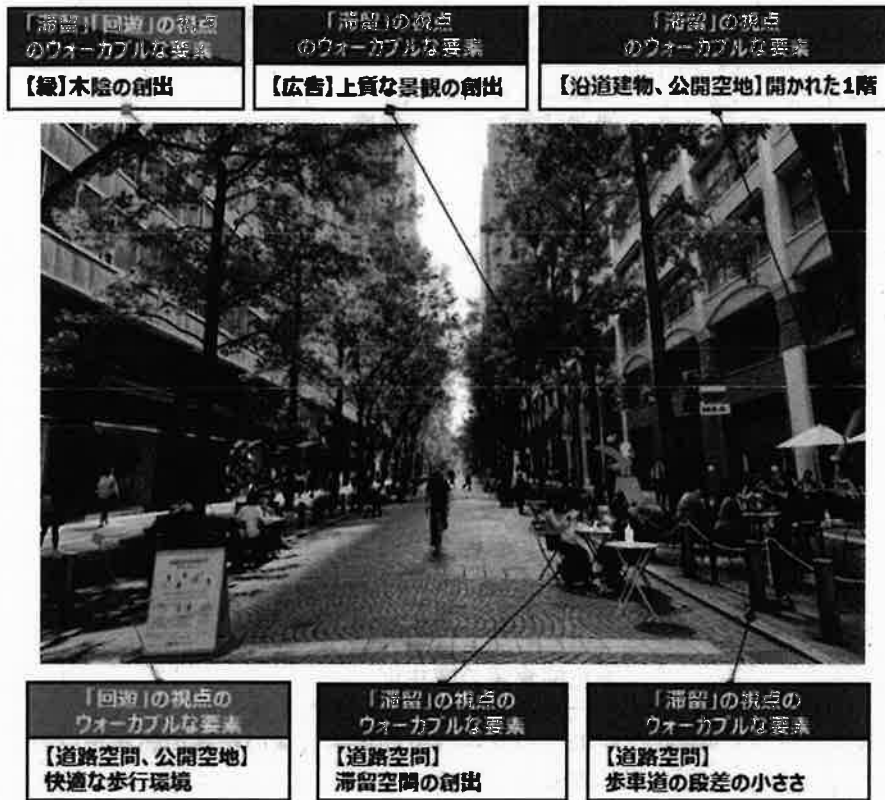 「滞留」「回遊」の視点
のウォーカブルな要素
【緑】木陰の創出
「滞留」の視点
のウォーカブルな要素
【広告】上質な景観の創出
「滞留」の視点
のウォーカブルな要素
【沿道建物、公開空地】開かれた1階
「回遊」の視点の
ウォーカブルな要素
【道路空間、公開空地】
快適な歩行環境
「滞留」の視点の
ウォーカブルな要素
【道路空間】
滞留空間の創出
「滞留」の視点の
ウォーカブルな要素
【道路空間】
歩車道の段差の小ささ